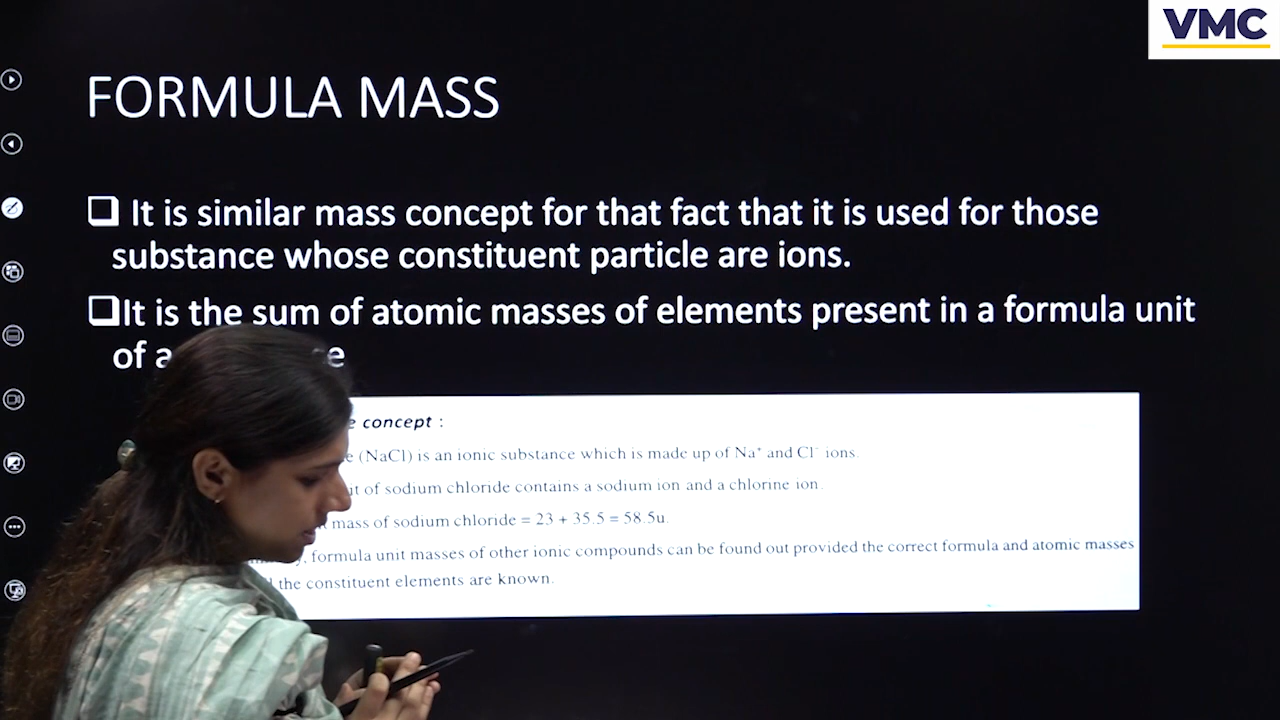 VMC
FORMULA MASS
It is similar mass concept for that fact that it is used for those
substance whose constituent particle are ions.
It is the sum of atomic masses of elements present in a formula unit
of a
concept :
(NaCl) is an ionic substance which is made up of Na⁺ and Cl⁻ ions.
of sodium chloride contains a sodium ion and a chlorine ion.
mass of sodium chloride = 23 + 35.5 = 58.5u.
formula unit masses of other ionic compounds can be found out provided the correct formula and atomic masses
the constituent elements are known.